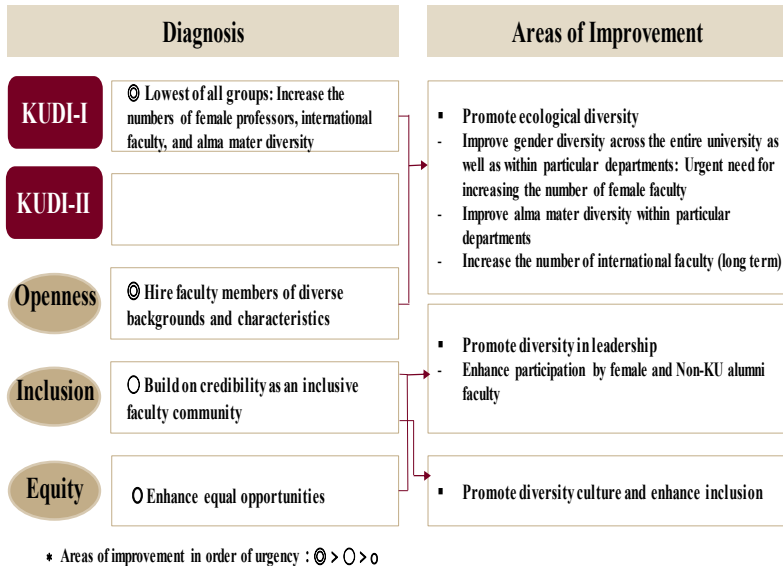 Diagnosis
Areas of Improvement
KUDI-I
◎ Lowest of all groups: Increase the
numbers of female professors, international
faculty, and alma mater diversity
KUDI-II
Openness
◎ Hire faculty members of diverse
backgrounds and characteristics
Inclusion
○ Build on credibility as an inclusive
faculty community
Equity
○ Enhance equal opportunities
▪ Promote ecological diversity
- Improve gender diversity across the entire university as
well as within particular departments: Urgent need for
increasing the number of female faculty
- Improve alma mater diversity within particular
departments
- Increase the number of international faculty (long term)
▪ Promote diversity in leadership
- Enhance participation by female and Non-KU alumni
faculty
▪ Promote diversity culture and enhance inclusion
* Areas of improvement in order of urgency : ◎ > ○ > o